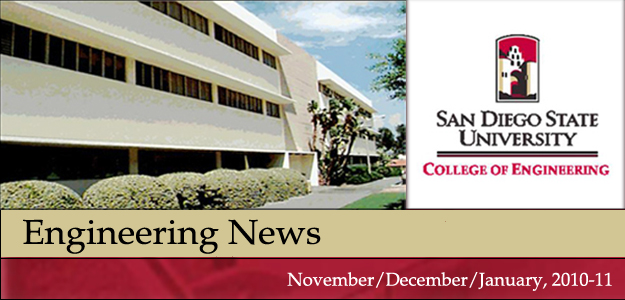 SAN DIEGO STATE
UNIVERSITY
COLLEGE OF ENGINEERING
Engineering News
November/December/January, 2010-11